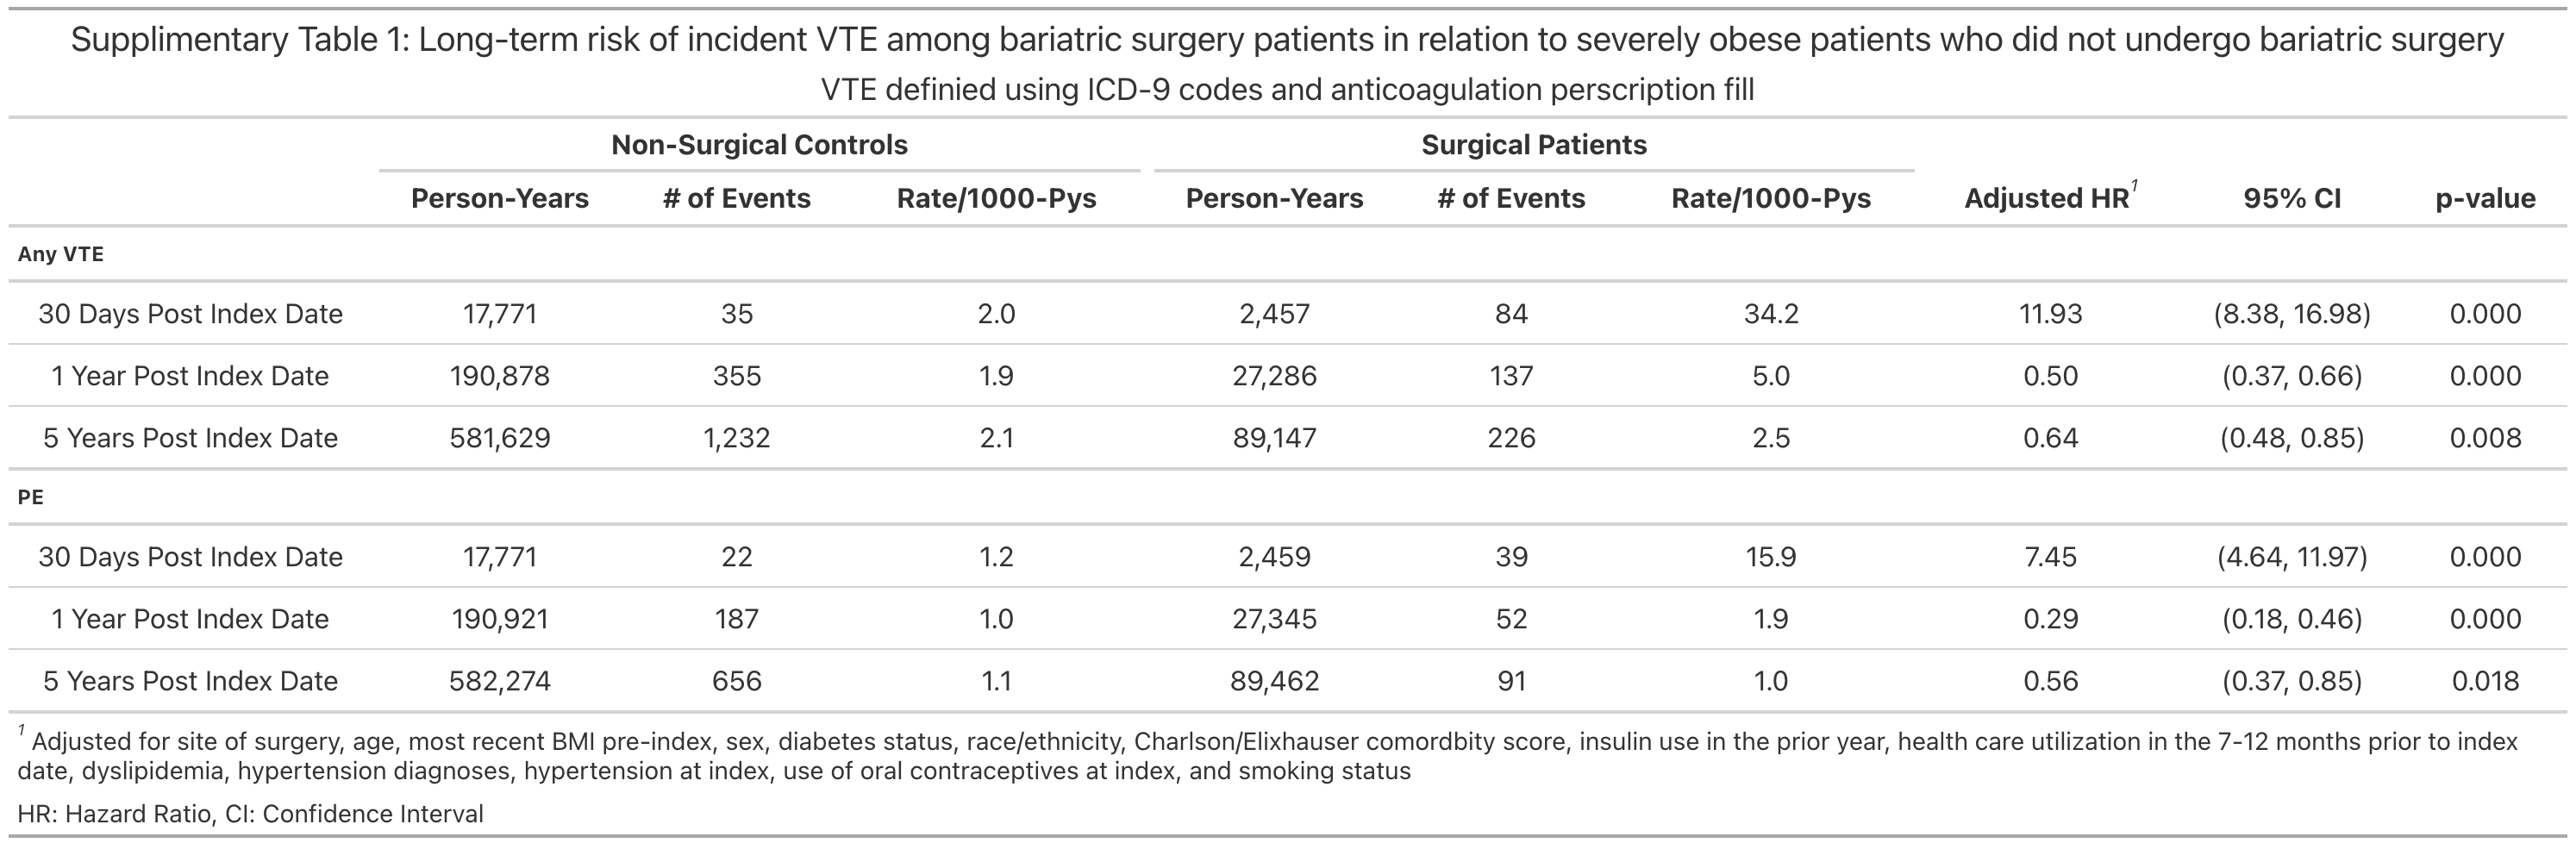 Supplimentary Table 1: Long-term risk of incident VTE among bariatric surgery patients in relation to severely obese patients who did not undergo bariatric surgery
VTE definied using ICD-9 codes and anticoagulation perscription fill
Non-Surgical Controls Surgical Patients
Person-Years # of Events Rate/1000-Pys Person-Years # of Events Rate/1000-Pys Adjusted HR1 95% CI p-value
Any VTE
30 Days Post Index Date 17,771 35 2.0 2,457 84 34.2 11.93 (8.38, 16.98) 0.000
1 Year Post Index Date 190,878 355 1.9 27,286 137 5.0 0.50 (0.37, 0.66) 0.000
5 Years Post Index Date 581,629 1,232 2.1 89,147 226 2.5 0.64 (0.48, 0.85) 0.008
PE
30 Days Post Index Date 17,771 22 1.2 2,459 39 15.9 7.45 (4.64, 11.97) 0.000
1 Year Post Index Date 190,921 187 1.0 27,345 52 1.9 0.29 (0.18, 0.46) 0.000
5 Years Post Index Date 582,274 656 1.1 89,462 91 1.0 0.56 (0.37, 0.85) 0.018
1 Adjusted for site of surgery, age, most recent BMI pre-index, sex, diabetes status, race/ethnicity, Charlson/Elixhauser comordbity score, insulin use in the prior year, health care utilization in the 7-12 months prior to index
date, dyslipidemia, hypertension diagnoses, hypertension at index, use of oral contraceptives at index, and smoking status
HR: Hazard Ratio, CI: Confidence Interval